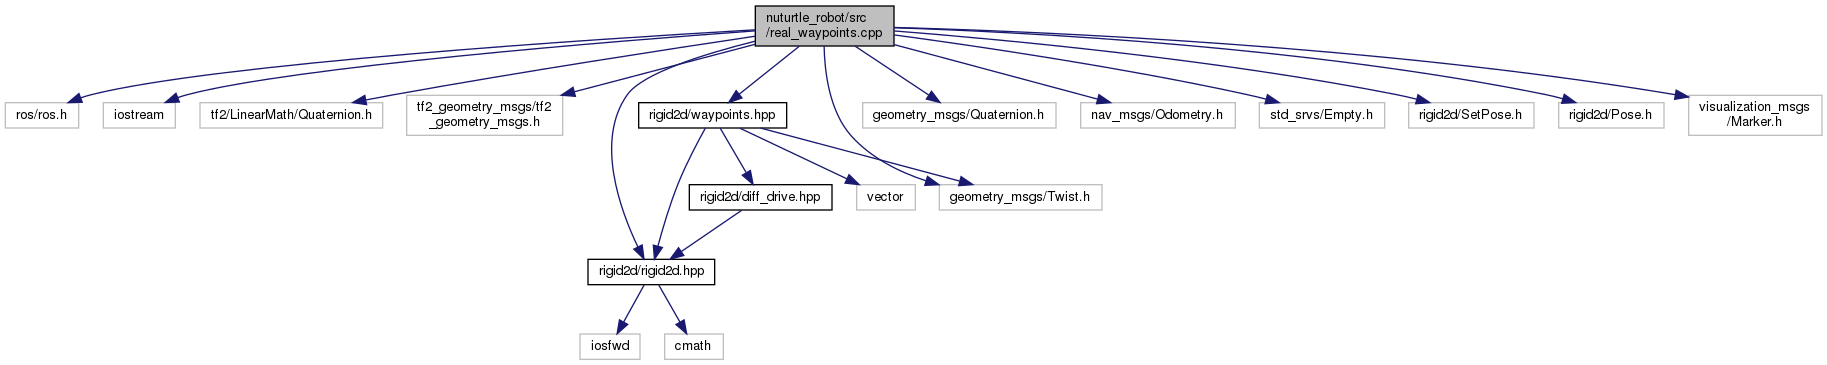 nuturtle_robot/src
/real_waypoints.cpp
ros/ros.h
iostream
tf2/LinearMath/Quaternion.h
tf2_geometry_msgs/tf2
_geometry_msgs.h
rigid2d/waypoints.hpp
geometry_msgs/Quaternion.h
nav_msgs/Odometry.h
std_srvs/Empty.h
rigid2d/SetPose.h
rigid2d/Pose.h
visualization_msgs
/Marker.h
rigid2d/diff_drive.hpp
vector
geometry_msgs/Twist.h
rigid2d/rigid2d.hpp
iosfwd
cmath